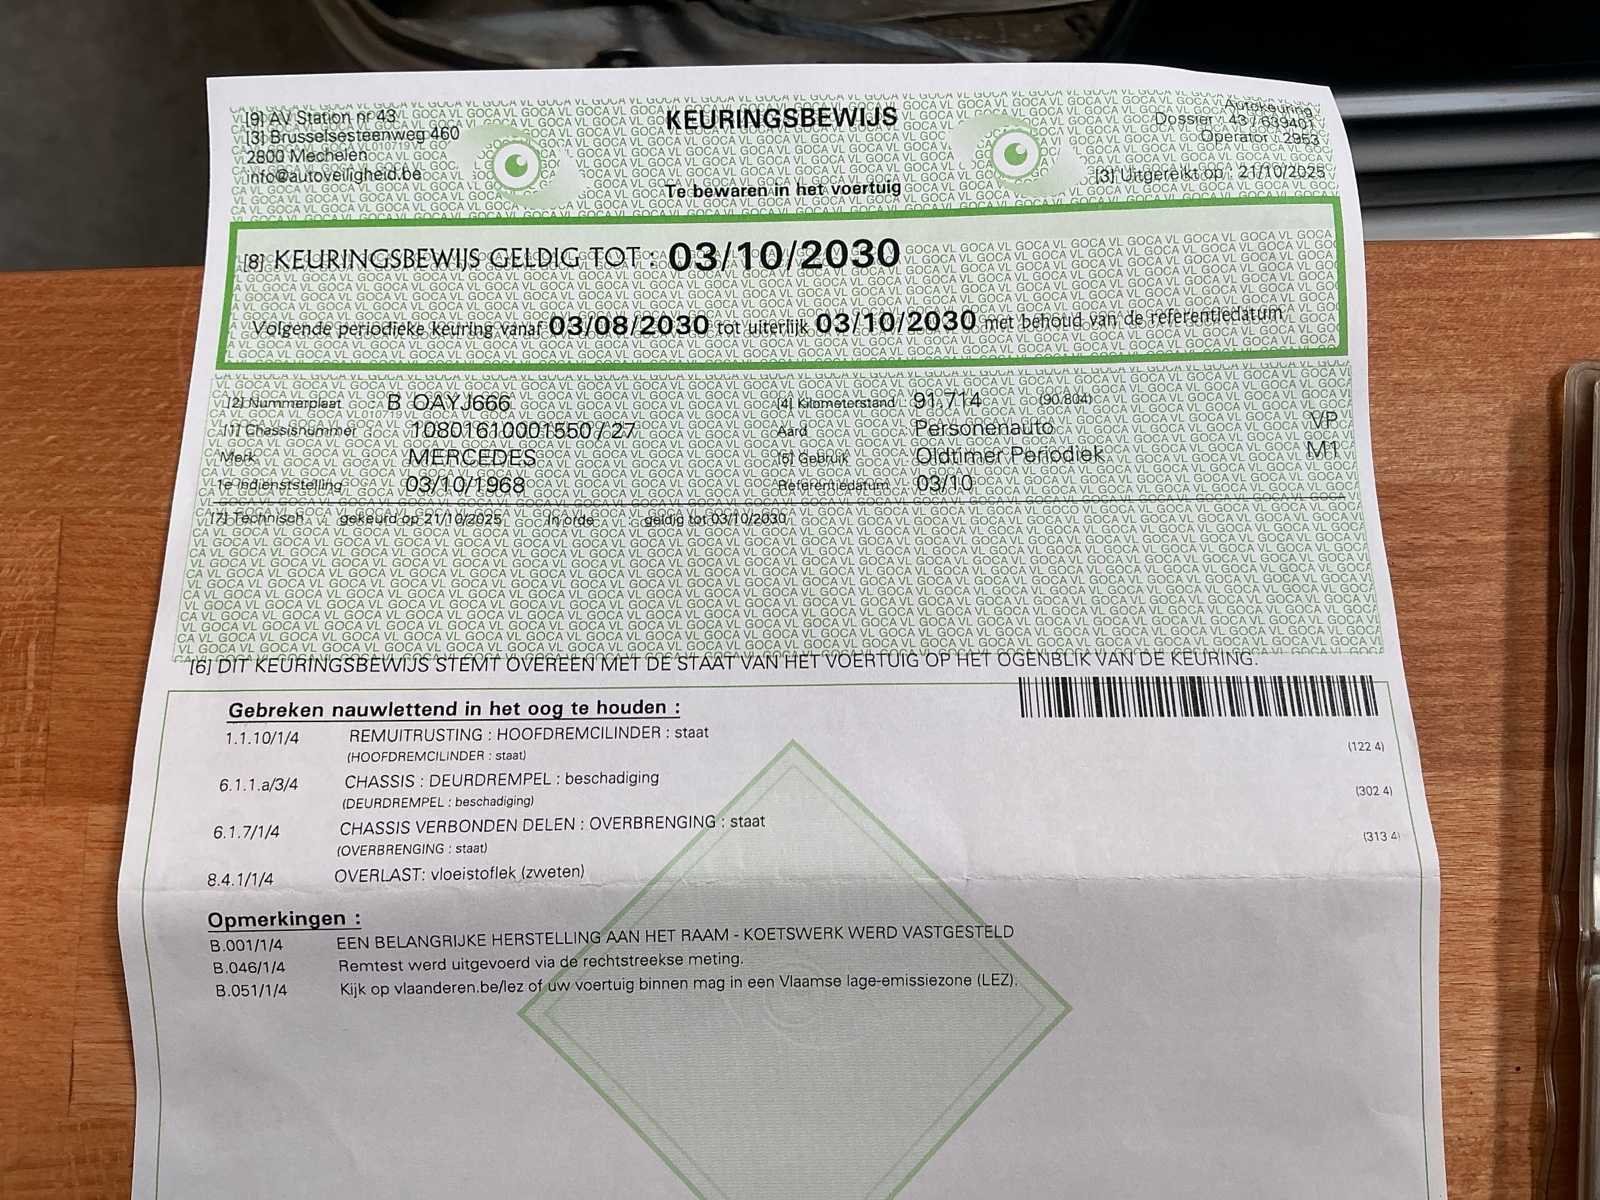 [9] AV Station nr 43
[3] Brusselsesteenweg 460
2800 Mechelen
info@autoveiligheid.be
KEURINGSBEWIJS
Te bewaren in het voertuig
Autokeuring
Dossier : 43 / 639401
Operator : 2953
[3] Uitgereikt op : 21/10/2025
[8] KEURINGSBEWIJS GELDIG TOT : 03/10/2030
Volgende periodieke keuring vanaf 03/08/2030 tot uiterlijk 03/10/2030 met behoud van de referentiedatum
[2] Nummerplaat B OAYJ666 [4] Kilometerstand 91.714 (90.804)
[1] Chassisnummer 10801610001550 / 27 Aard Personenauto VP
Merk MERCEDES [5] Gebruik Oldtimer Periodiek M1
1e Indienststelling 03/10/1968 Referentiedatum 03/10
[7] Technisch gekeurd op 21/10/2025 In orde geldig tot 03/10/2030
[6] DIT KEURINGSBEWIJS STEMT OVEREEN MET DE STAAT VAN HET VOERTUIG OP HET OGENBLIK VAN DE KEURING.
Gebreken nauwlettend in het oog te houden :
1.1.10/1/4 REMUITRUSTING : HOOFDREMCILINDER : staat
(HOOFDREMCILINDER : staat) (122 4)
6.1.1.a/3/4 CHASSIS : DEURDREMPEL : beschadiging
(DEURDREMPEL : beschadiging) (302 4)
6.1.7/1/4 CHASSIS VERBONDEN DELEN : OVERBRENGING : staat
(OVERBRENGING : staat) (313 4)
8.4.1/1/4 OVERLAST: vloeistoflek (zweten)
Opmerkingen :
B.001/1/4 EEN BELANGRIJKE HERSTELLING AAN HET RAAM - KOETSWERK WERD VASTGESTELD
B.046/1/4 Remtest werd uitgevoerd via de rechtstreekse meting.
B.051/1/4 Kijk op vlaanderen.be/lez of uw voertuig binnen mag in een Vlaamse lage-emissiezone (LEZ).